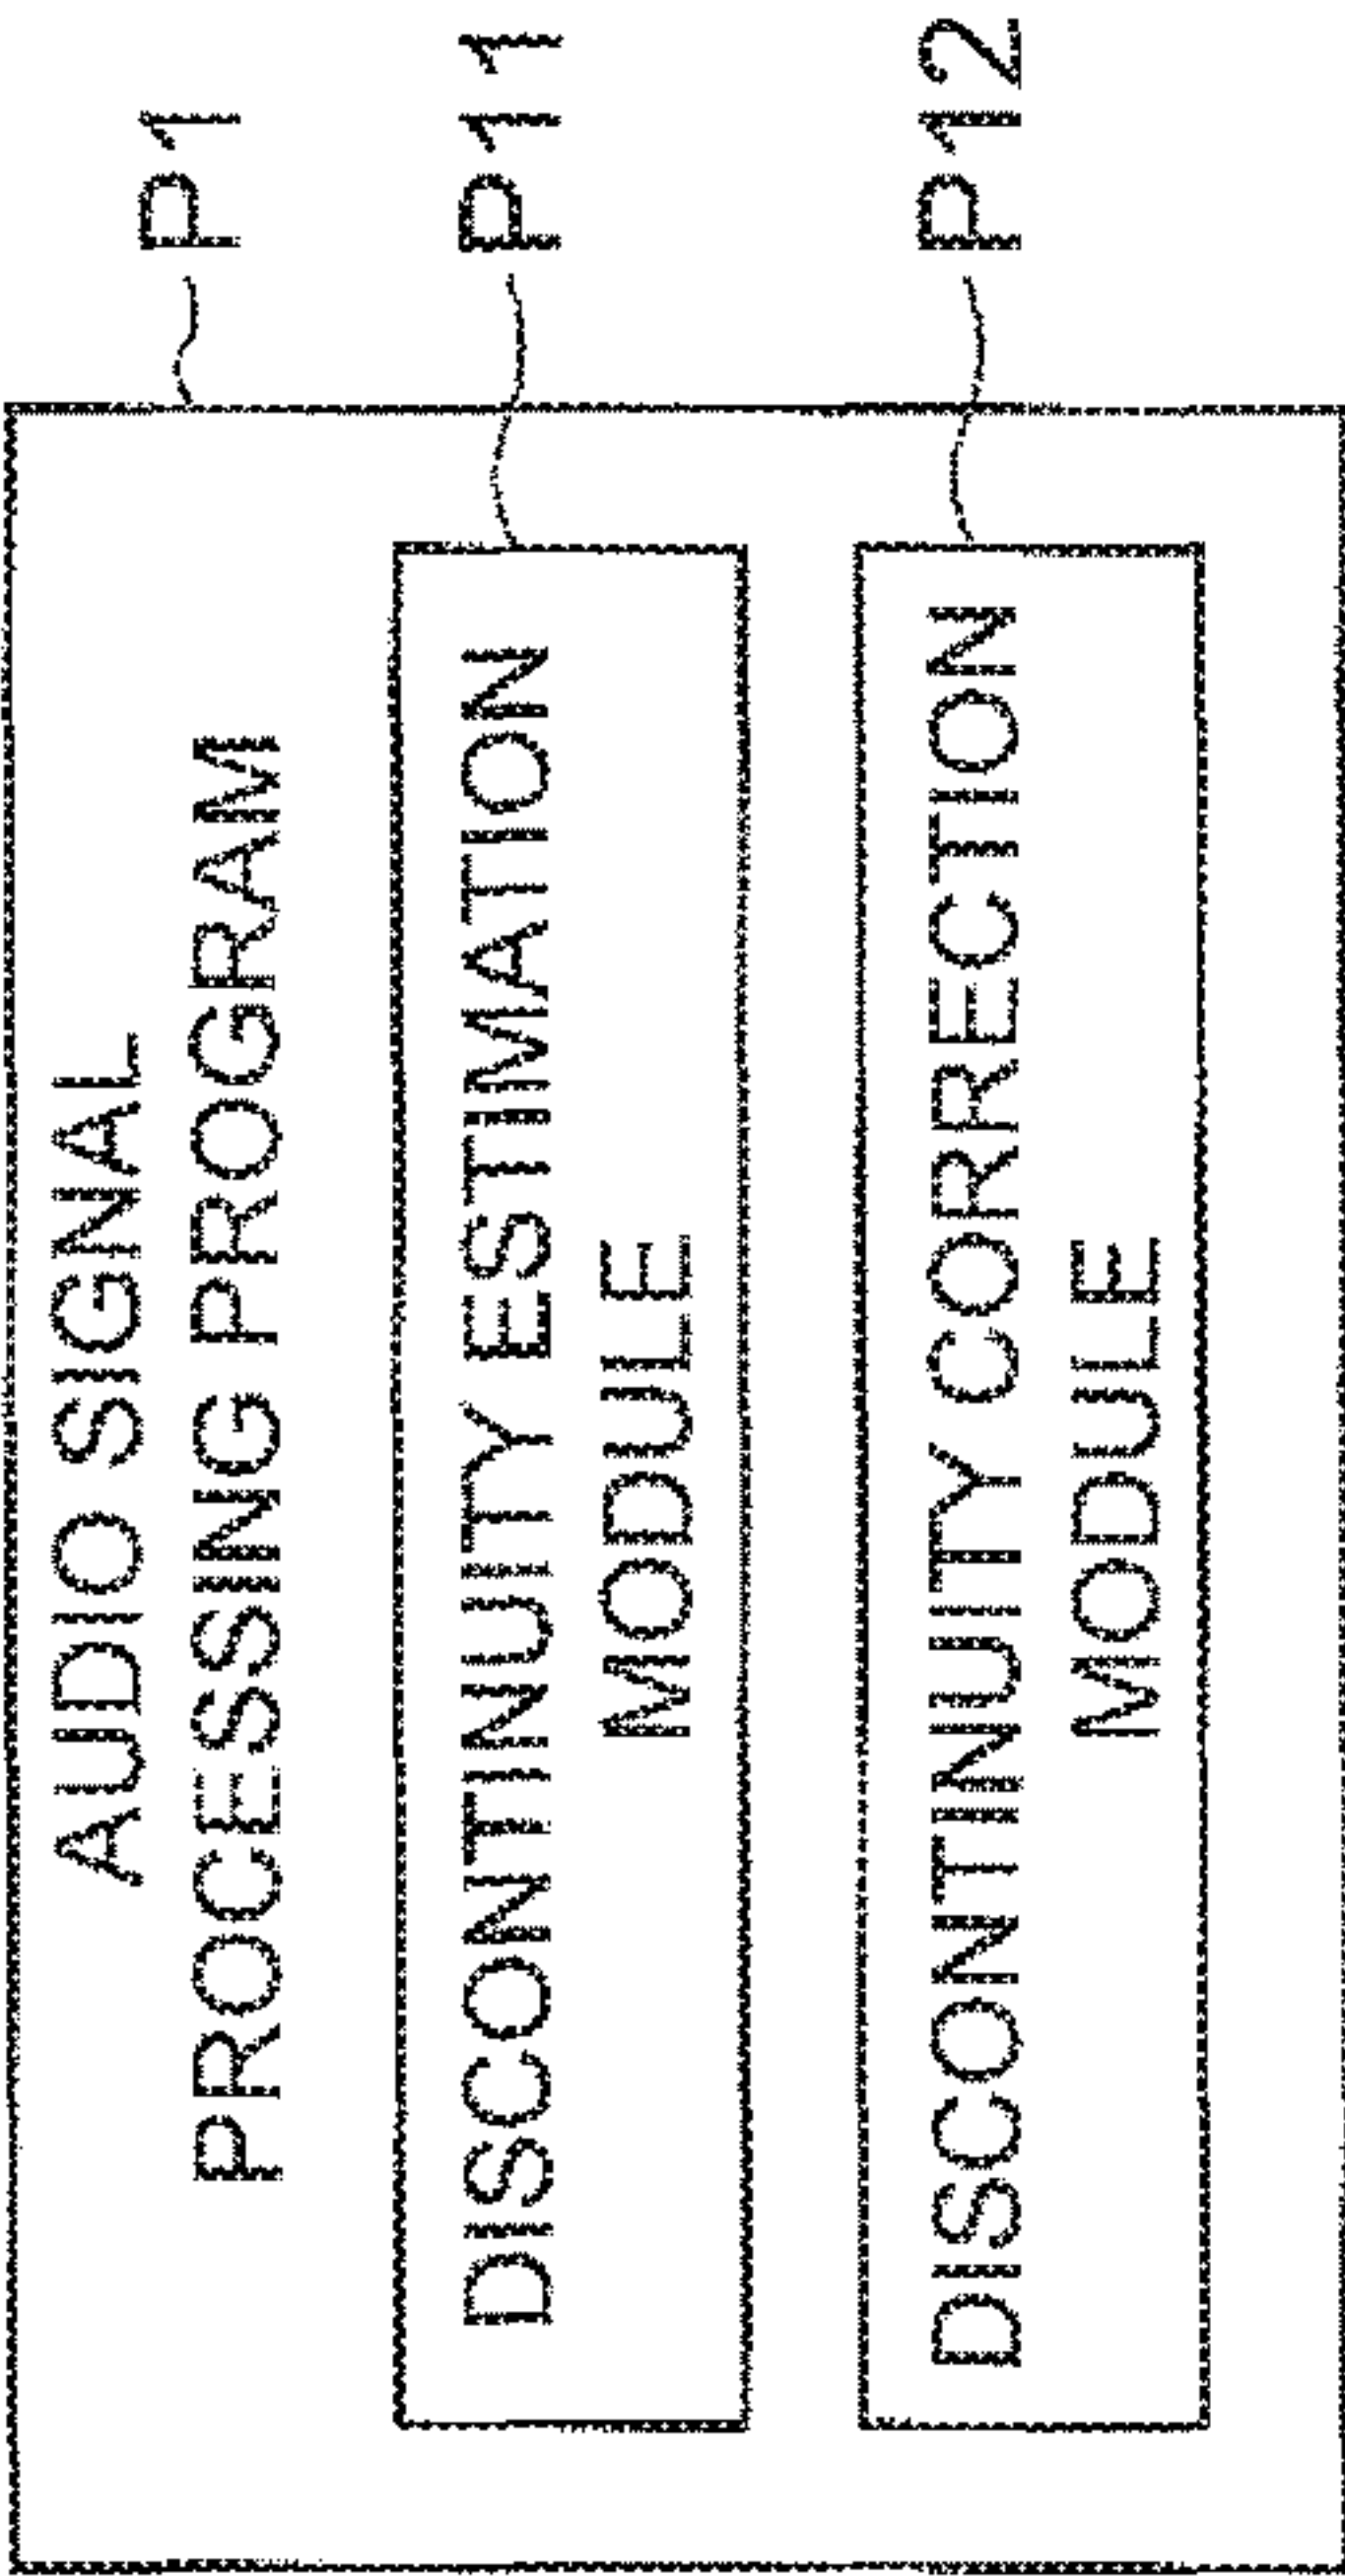 AUDIO SIGNAL
PROCESSING PROGRAM
P1
DISCONTINUITY ESTIMATION
MODULE
P11
DISCONTINUITY CORRECTION
MODULE
P12